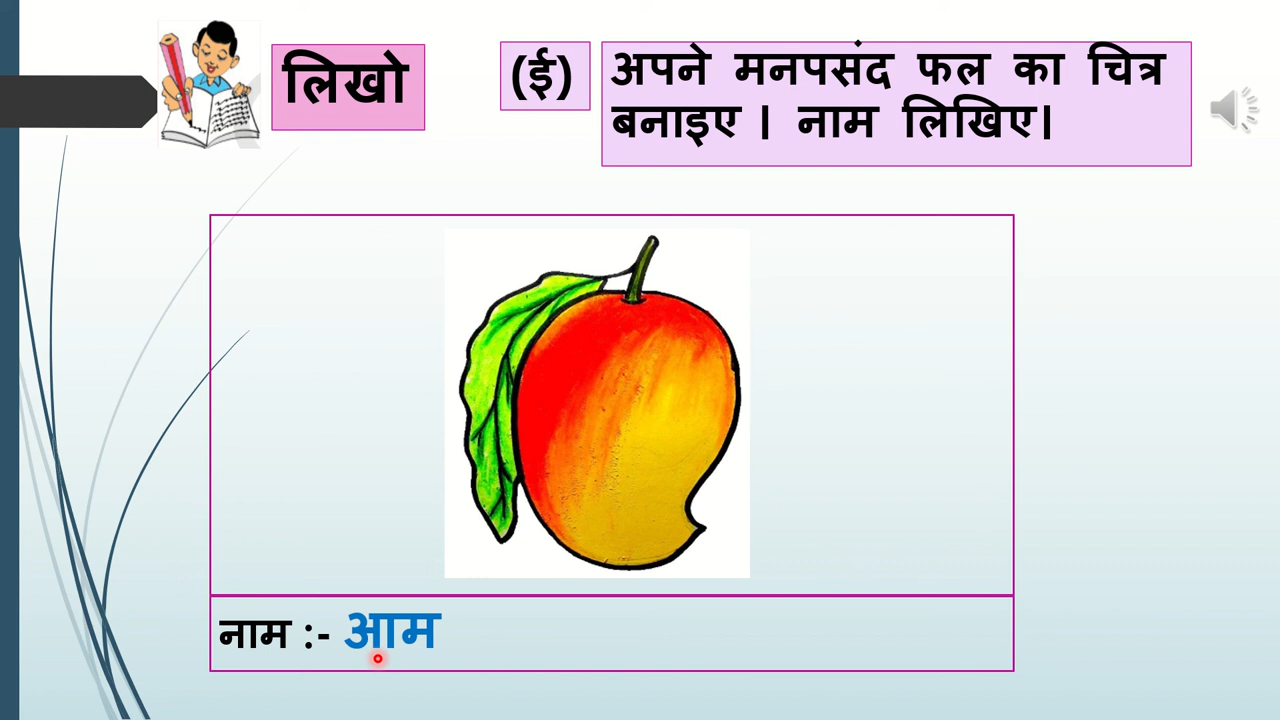 लिखो
(ई)
अपने मनपसंद फल का चित्र
बनाइए । नाम लिखिए।
नाम :- आम